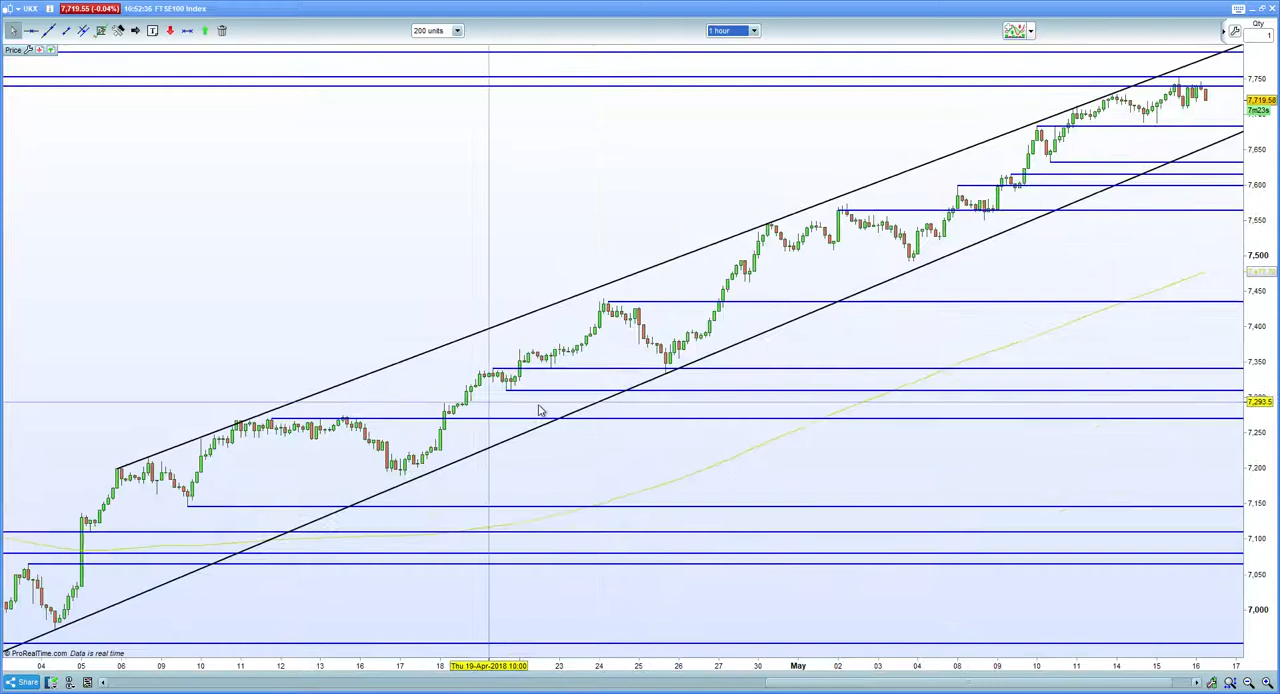 UKX 7,719.55 (-0.04%) 10:52:36 FTSE100 Index
200 units 1 hour Qty
1
Price
7,750
7,719.58
7m23s
7,650
7,600
7,550
7,500
7,450
7,400
7,350
7,293.5
7,250
7,200
7,150
7,100
7,050
7,000
© ProRealTime.com Data is real time
04 05 06 09 10 11 12 13 16 17 18 Thu 19-Apr-2018 10:00 23 24 25 26 27 30 May 02 03 04 08 09 10 11 14 15 16 17
Share